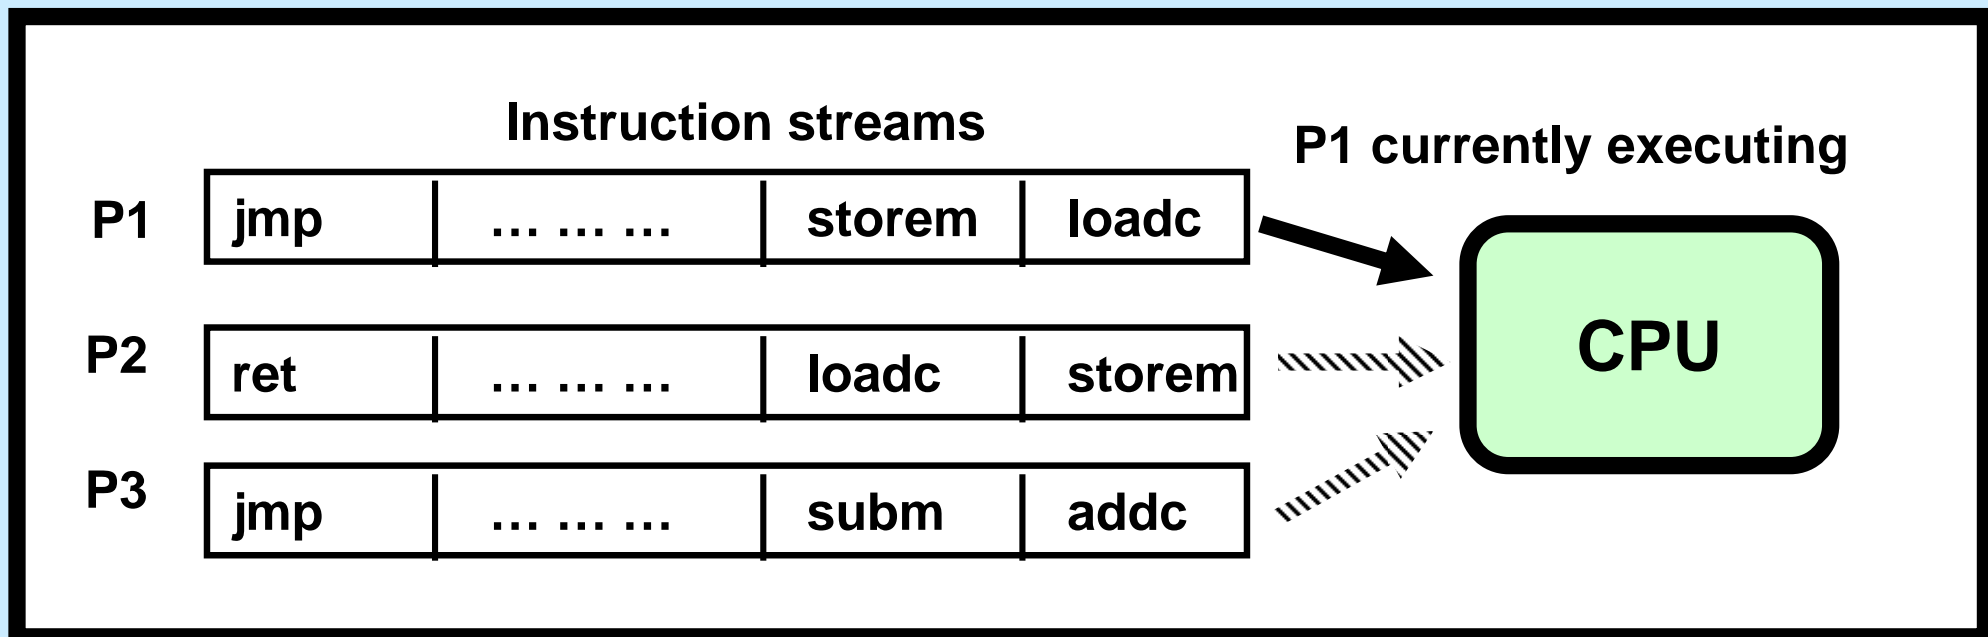 Instruction streams
P1 currently executing
P1 jmp … … … storem loadc
CPU
P2 ret … … … loadc storem
P3 jmp … … … subm addc